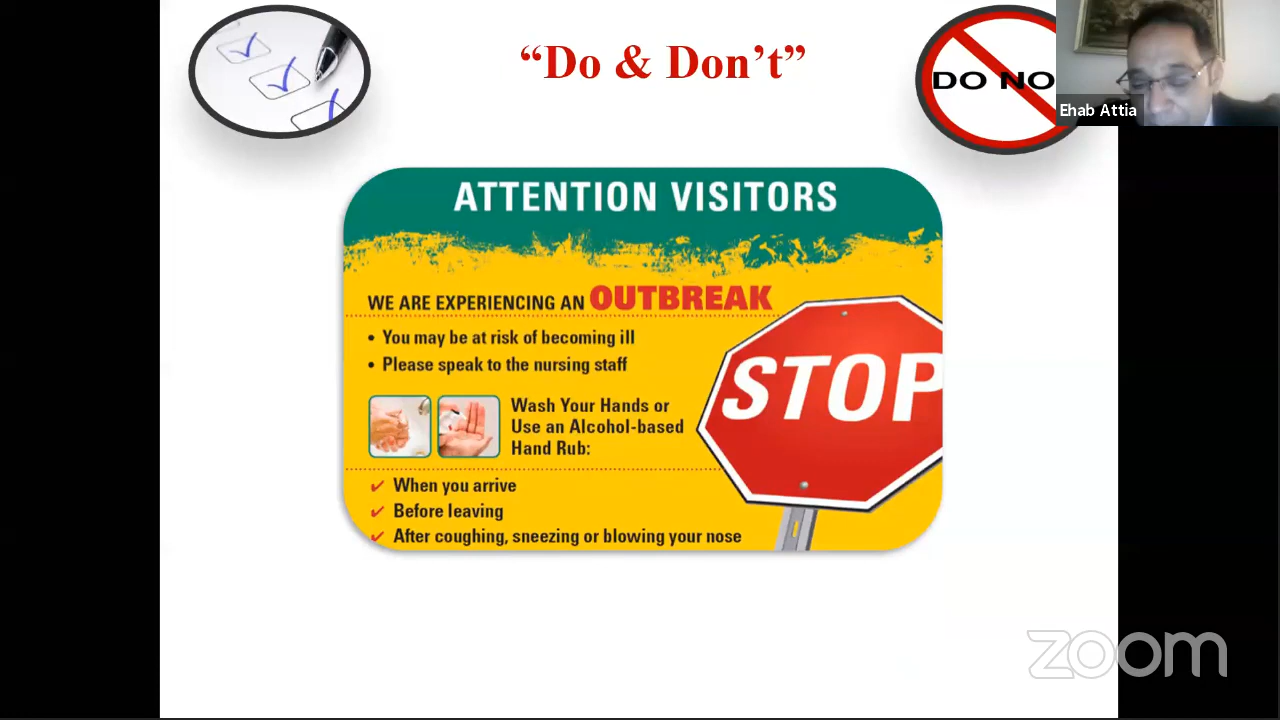 “Do & Don’t”
DO NO
Ehab Attia
ATTENTION VISITORS
WE ARE EXPERIENCING AN OUTBREAK
• You may be at risk of becoming ill
• Please speak to the nursing staff
STOP
Wash Your Hands or
Use an Alcohol-based
Hand Rub:
✓ When you arrive
✓ Before leaving
✓ After coughing, sneezing or blowing your nose
zoom